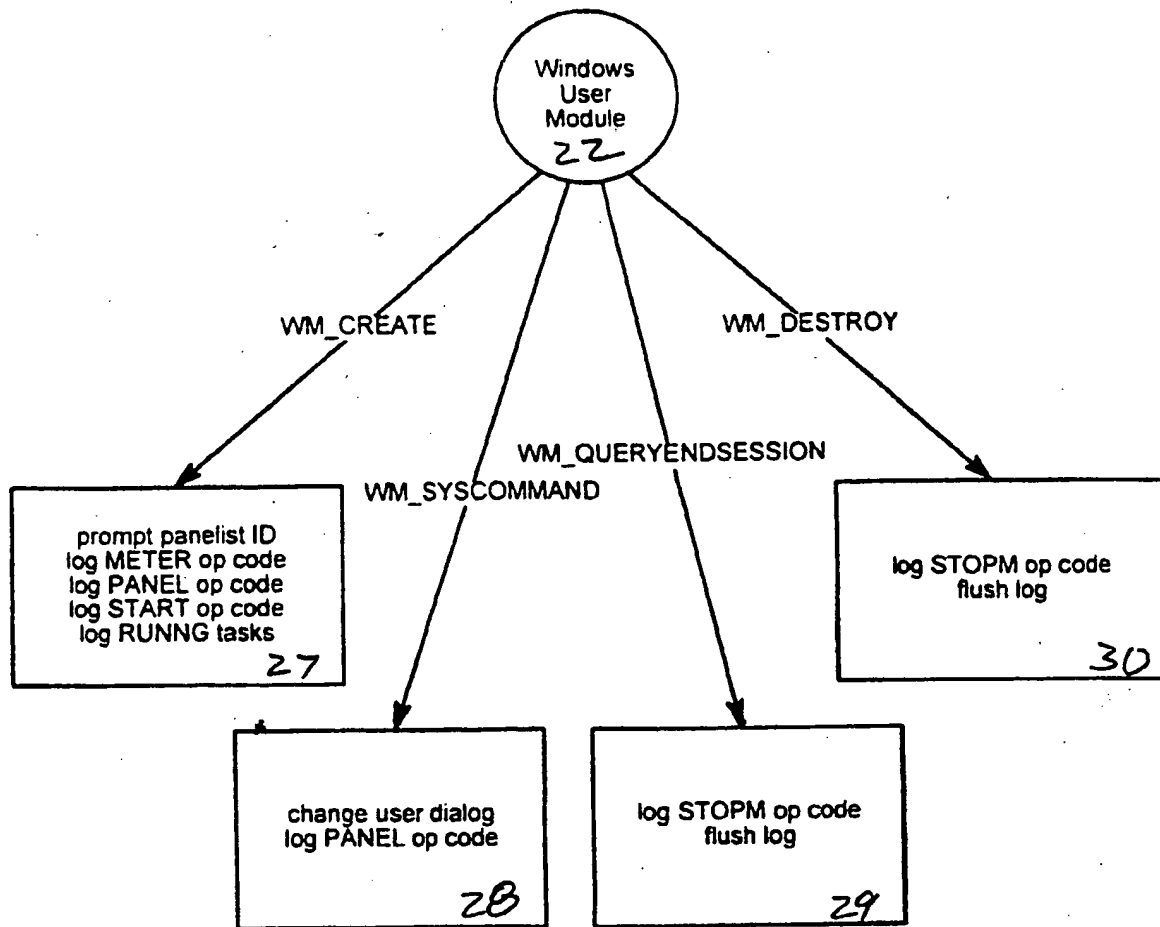 Windows
User
Module
22
WM_CREATE
WM_DESTROY
WM_QUERYENDSESSION
WM_SYSCOMMAND
prompt panelist ID
log METER op code
log PANEL op code
log START op code
log RUNNG tasks
27
log STOPM op code
flush log
30
change user dialog
log PANEL op code
28
log STOPM op code
flush log
29